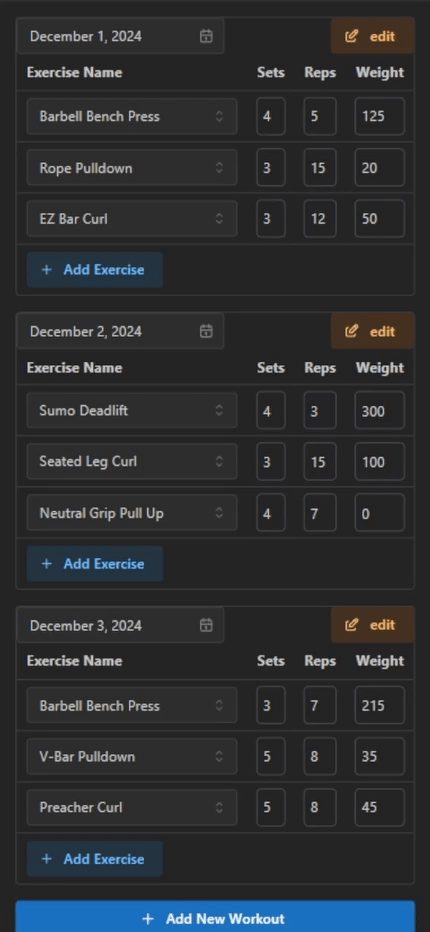 December 1, 2024 edit
Exercise Name Sets Reps Weight
Barbell Bench Press 4 5 125
Rope Pulldown 3 15 20
EZ Bar Curl 3 12 50
+ Add Exercise
December 2, 2024 edit
Exercise Name Sets Reps Weight
Sumo Deadlift 4 3 300
Seated Leg Curl 3 15 100
Neutral Grip Pull Up 4 7 0
+ Add Exercise
December 3, 2024 edit
Exercise Name Sets Reps Weight
Barbell Bench Press 3 7 215
V-Bar Pulldown 5 8 35
Preacher Curl 5 8 45
+ Add Exercise
+ Add New Workout